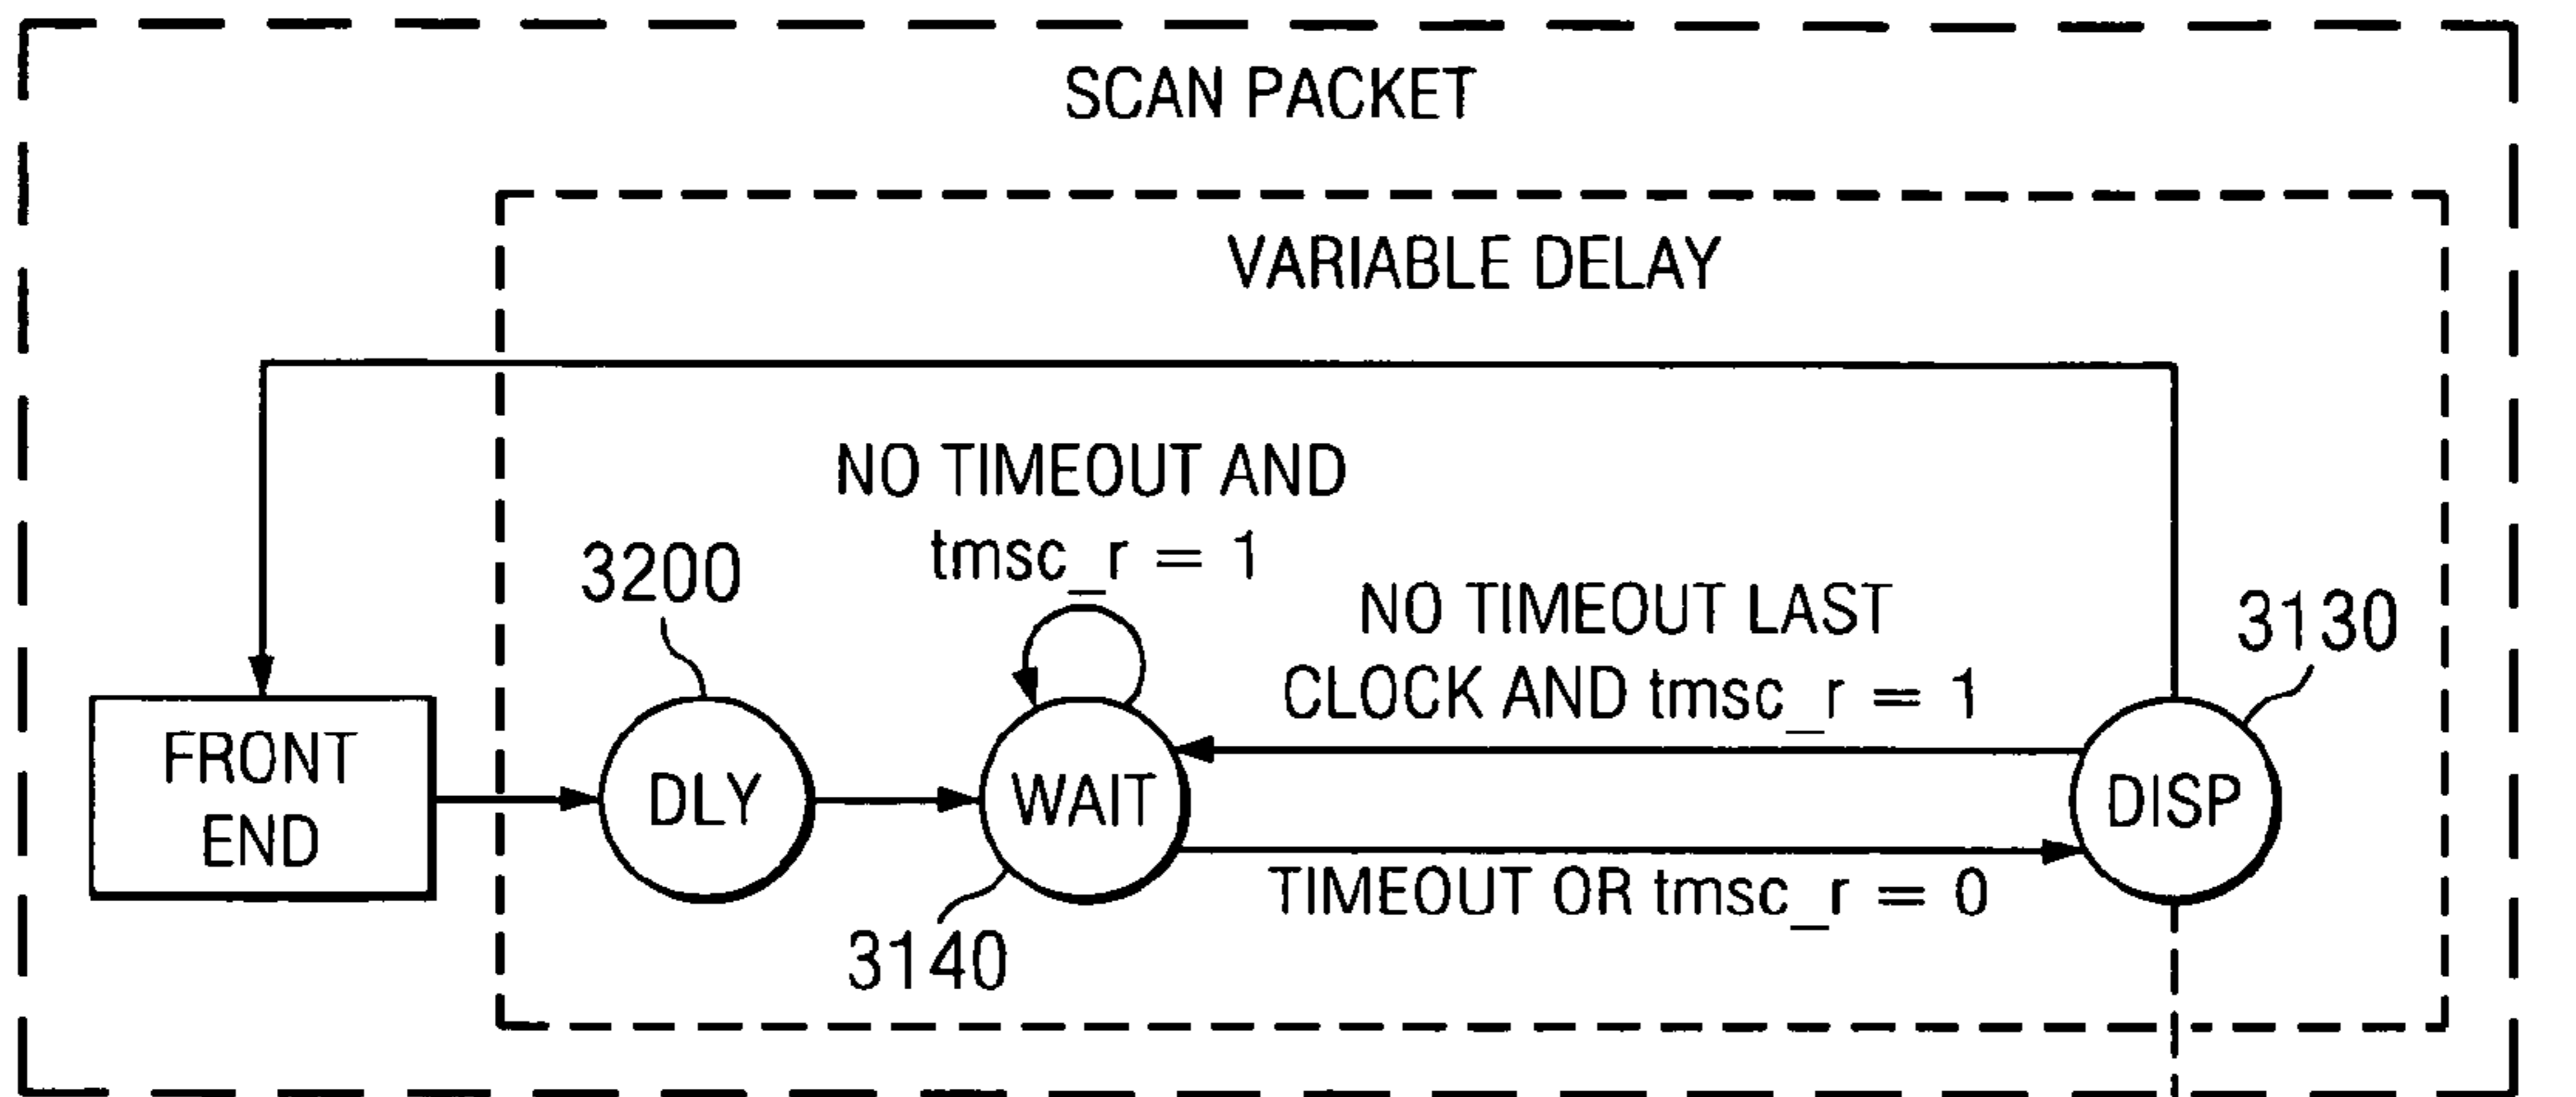 SCAN PACKET
VARIABLE DELAY
NO TIMEOUT AND
tmsc_r = 1
3200
NO TIMEOUT LAST
CLOCK AND tmsc_r = 1
3130
FRONT
END
DLY
WAIT
DISP
TIMEOUT OR tmsc_r = 0
3140